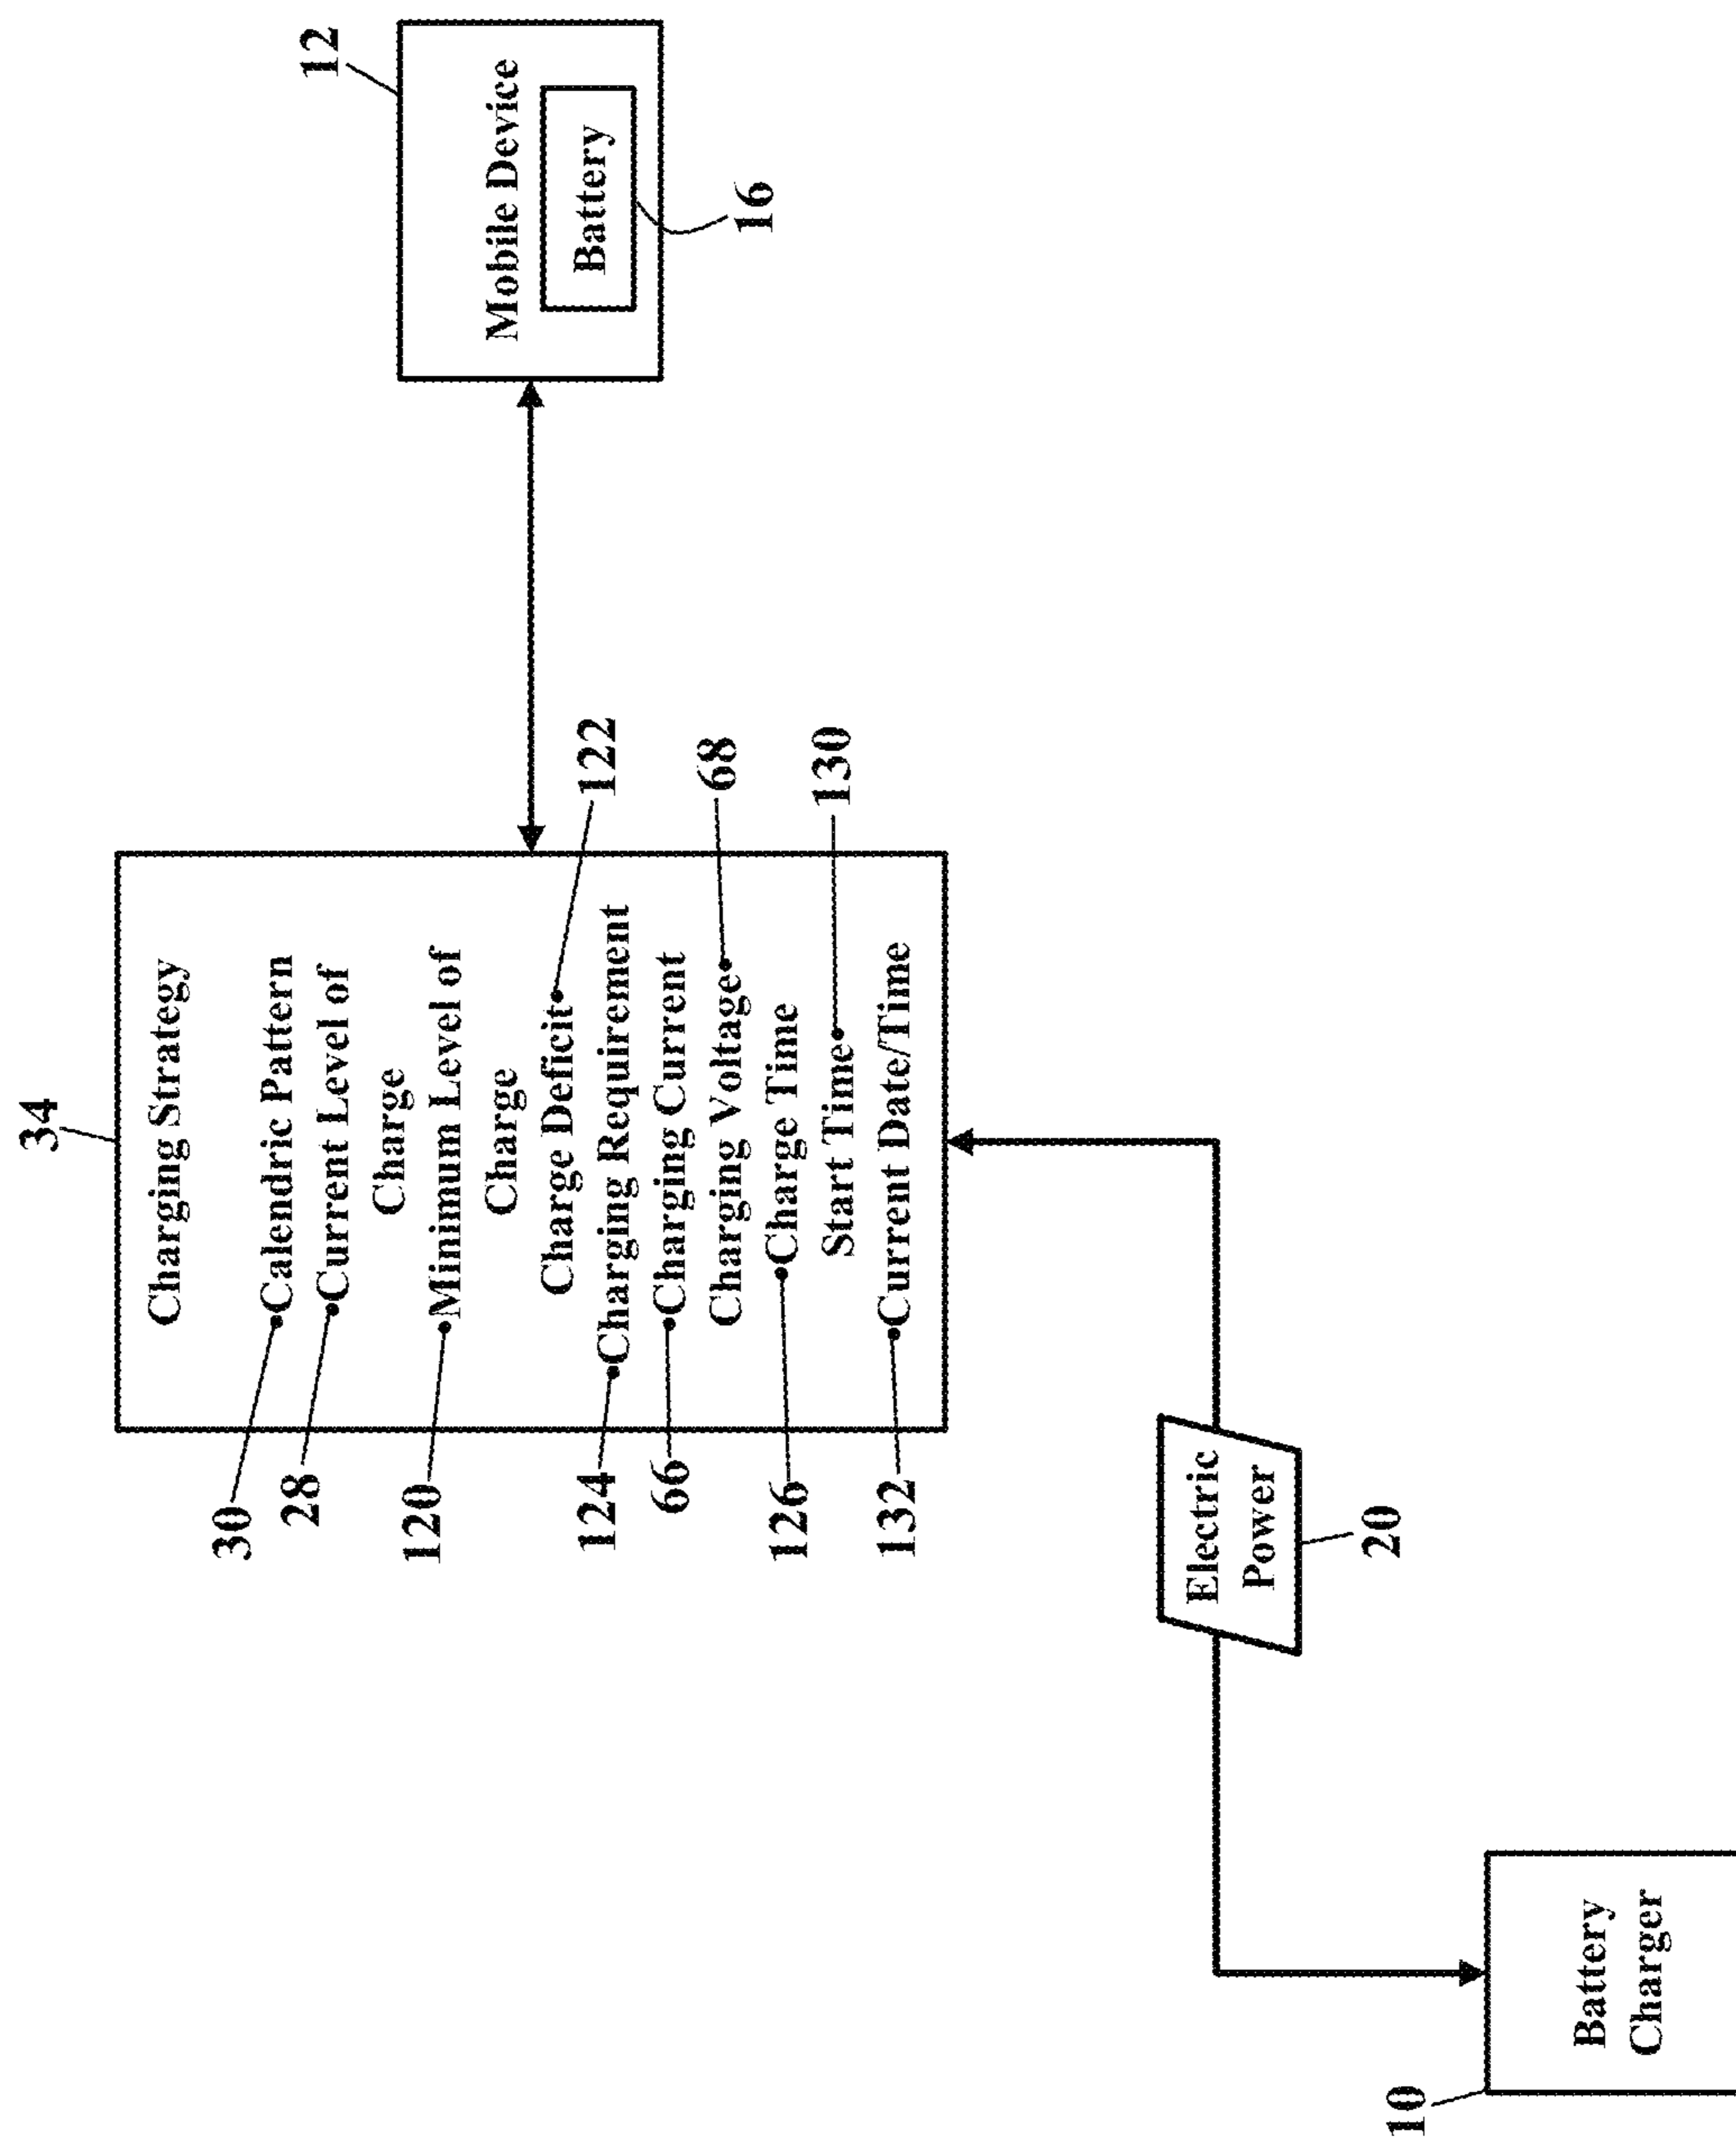 34
Charging Strategy
30
Calendric Pattern
28
Current Level of
Charge
120
Minimum Level of
Charge
Charge Deficit
122
124
Charging Requirement
66
Charging Current
Charging Voltage
68
126
Charge Time
Start Time
130
132
Current Date/Time
12
Mobile Device
Battery
16
Electric
Power
20
10
Battery
Charger